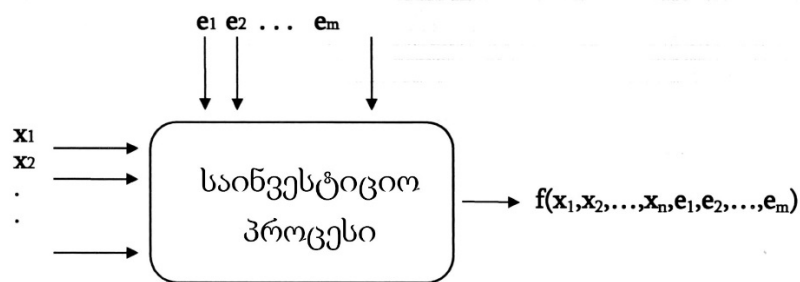 e1 e2 ... em
x1
x2
.
.
საინვესტიციო
პროცესი
f(x1,x2,...,xn,e1,e2,...,em)